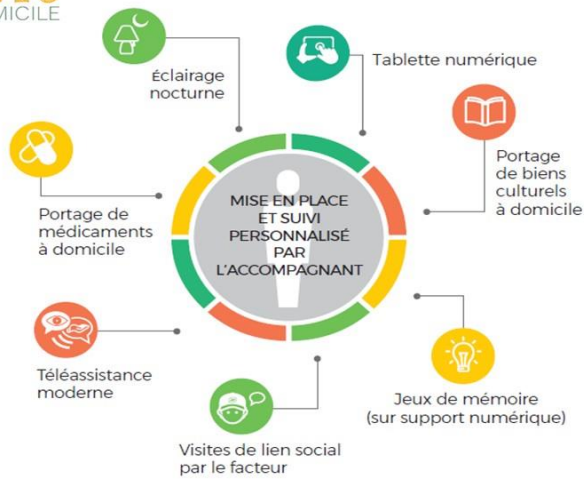 MICILE
Éclairage
nocturne
Tablette numérique
Portage
de biens
culturels
à domicile
Portage de
médicaments
à domicile
MISE EN PLACE
ET SUIVI
PERSONNALISÉ
PAR
L'ACCOMPAGNANT
Téléassistance
moderne
Jeux de mémoire
(sur support numérique)
Visites de lien social
par le facteur